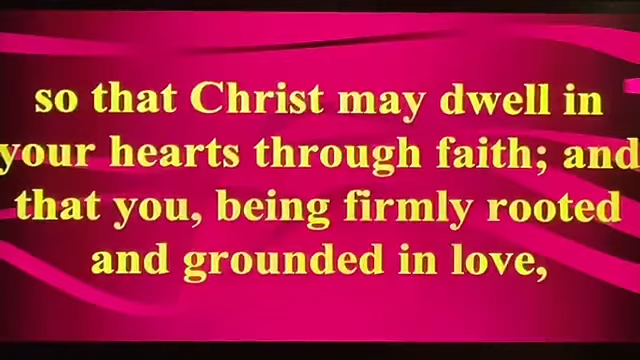 so that Christ may dwell in
your hearts through faith; and
that you, being firmly rooted
and grounded in love,